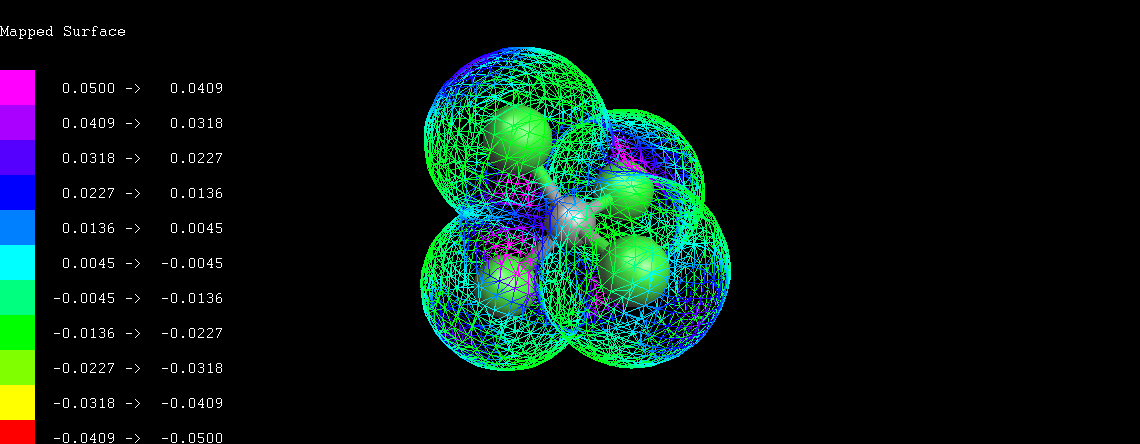 Mapped Surface
0.0500 -> 0.0409
0.0409 -> 0.0318
0.0318 -> 0.0227
0.0227 -> 0.0136
0.0136 -> 0.0045
0.0045 -> -0.0045
-0.0045 -> -0.0136
-0.0136 -> -0.0227
-0.0227 -> -0.0318
-0.0318 -> -0.0409
-0.0409 -> -0.0500